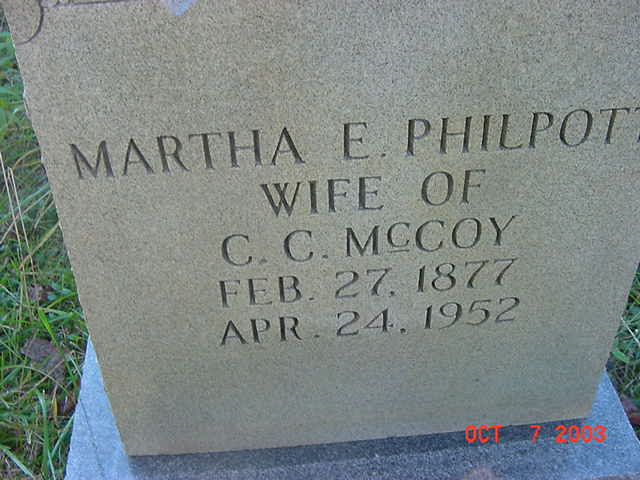 MARTHA E. PHILPOTT
WIFE OF
C. C. McCOY
FEB. 27, 1877
APR. 24, 1952
OCT 7 2003